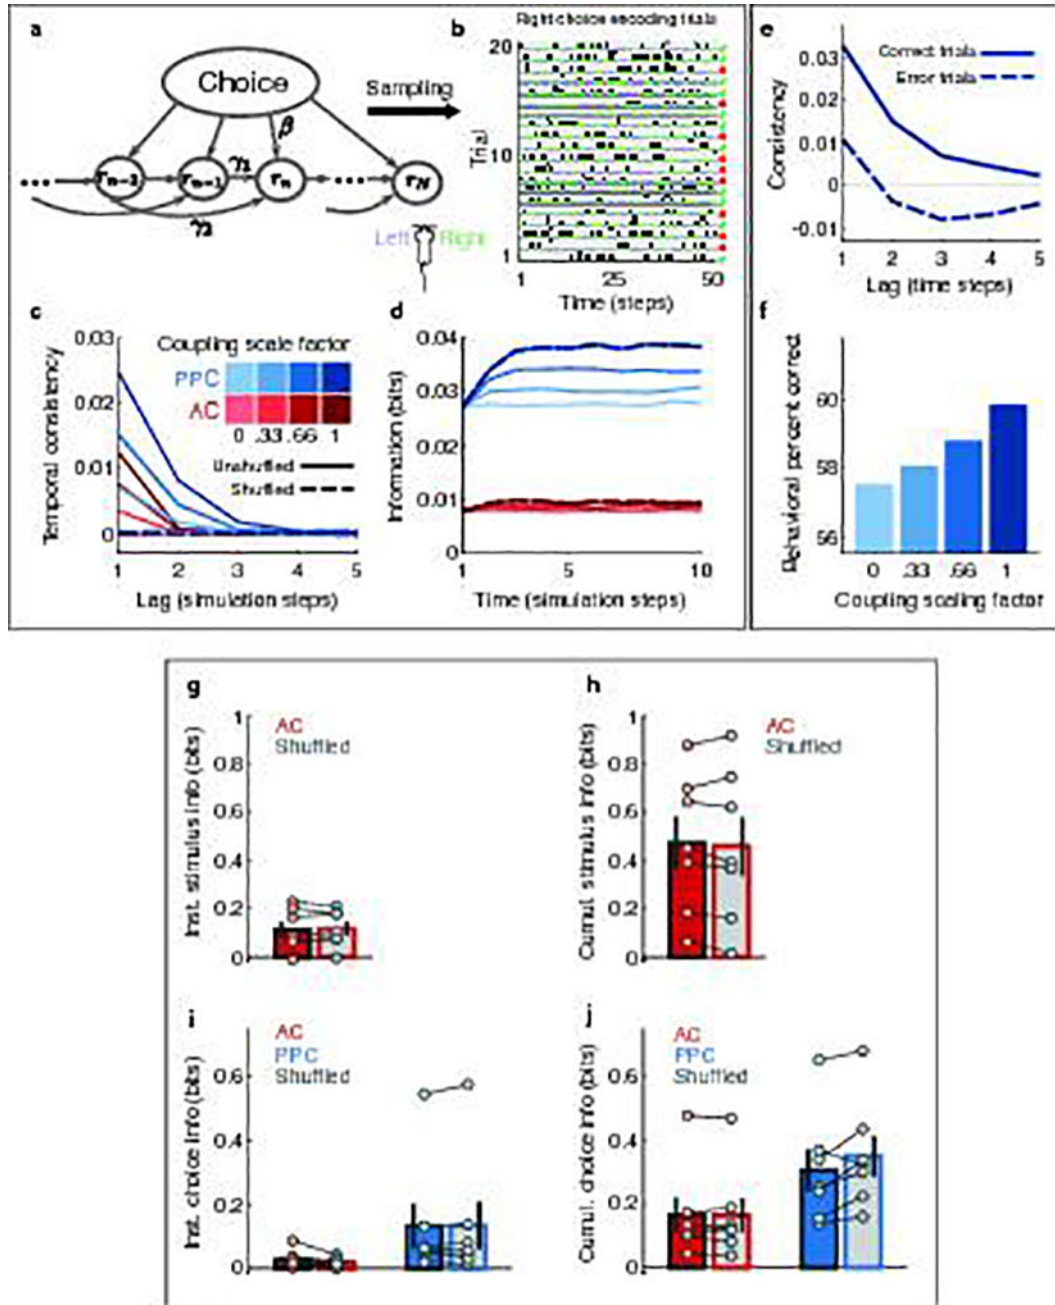 a
Choice
β
γ1
γ2
... rn-2 rn-1 rn ... rN
Left Right
Sampling
b
Right choice encoding trials
Trial
20
10
1
1 25 50
Time (steps)
c
Temporal consistency
0.03
0.02
0.01
0
1 2 3 4 5
Lag (simulation steps)
Coupling scale factor
PPC
AC
0 .33 .66 1
Unshuffled
Shuffled
d
Information (bits)
0.04
0.03
0.02
0.01
0
1 5 10
Time (simulation steps)
e
Consistency
0.03
0.02
0.01
0
-0.01
Correct trials
Error trials
1 2 3 4 5
Lag (time steps)
f
Behavioral percent correct
60
58
56
0 .33 .66 1
Coupling scaling factor
g
Inst. stimulus info (bits)
1
0.8
0.6
0.4
0.2
0
AC
Shuffled
h
Cumul. stimulus info (bits)
1
0.8
0.6
0.4
0.2
0
AC
Shuffled
i
Inst. choice info (bits)
0.6
0.4
0.2
0
AC
PPC
Shuffled
j
Cumul. choice info (bits)
0.6
0.4
0.2
0
AC
PPC
Shuffled